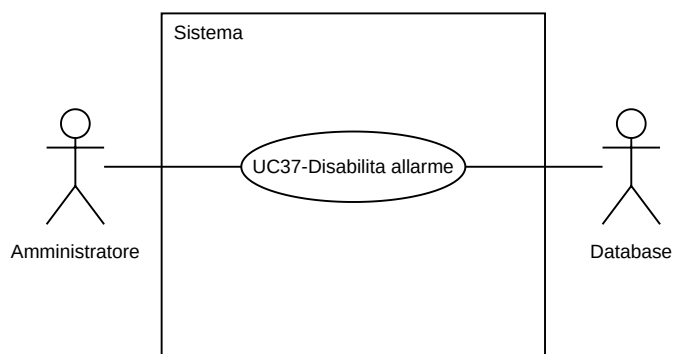 Sistema
UC37-Disabilita allarme
Amministratore
Database